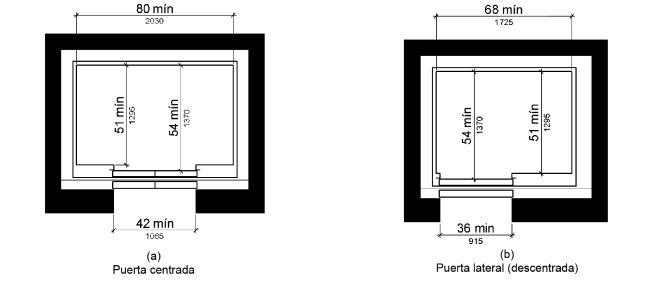 80 mín
2030
51 mín
1295
54 mín
1370
42 mín
1065
(a)
Puerta centrada
68 mín
1725
54 mín
1370
51 mín
1295
36 min
915
(b)
Puerta lateral (descentrada)